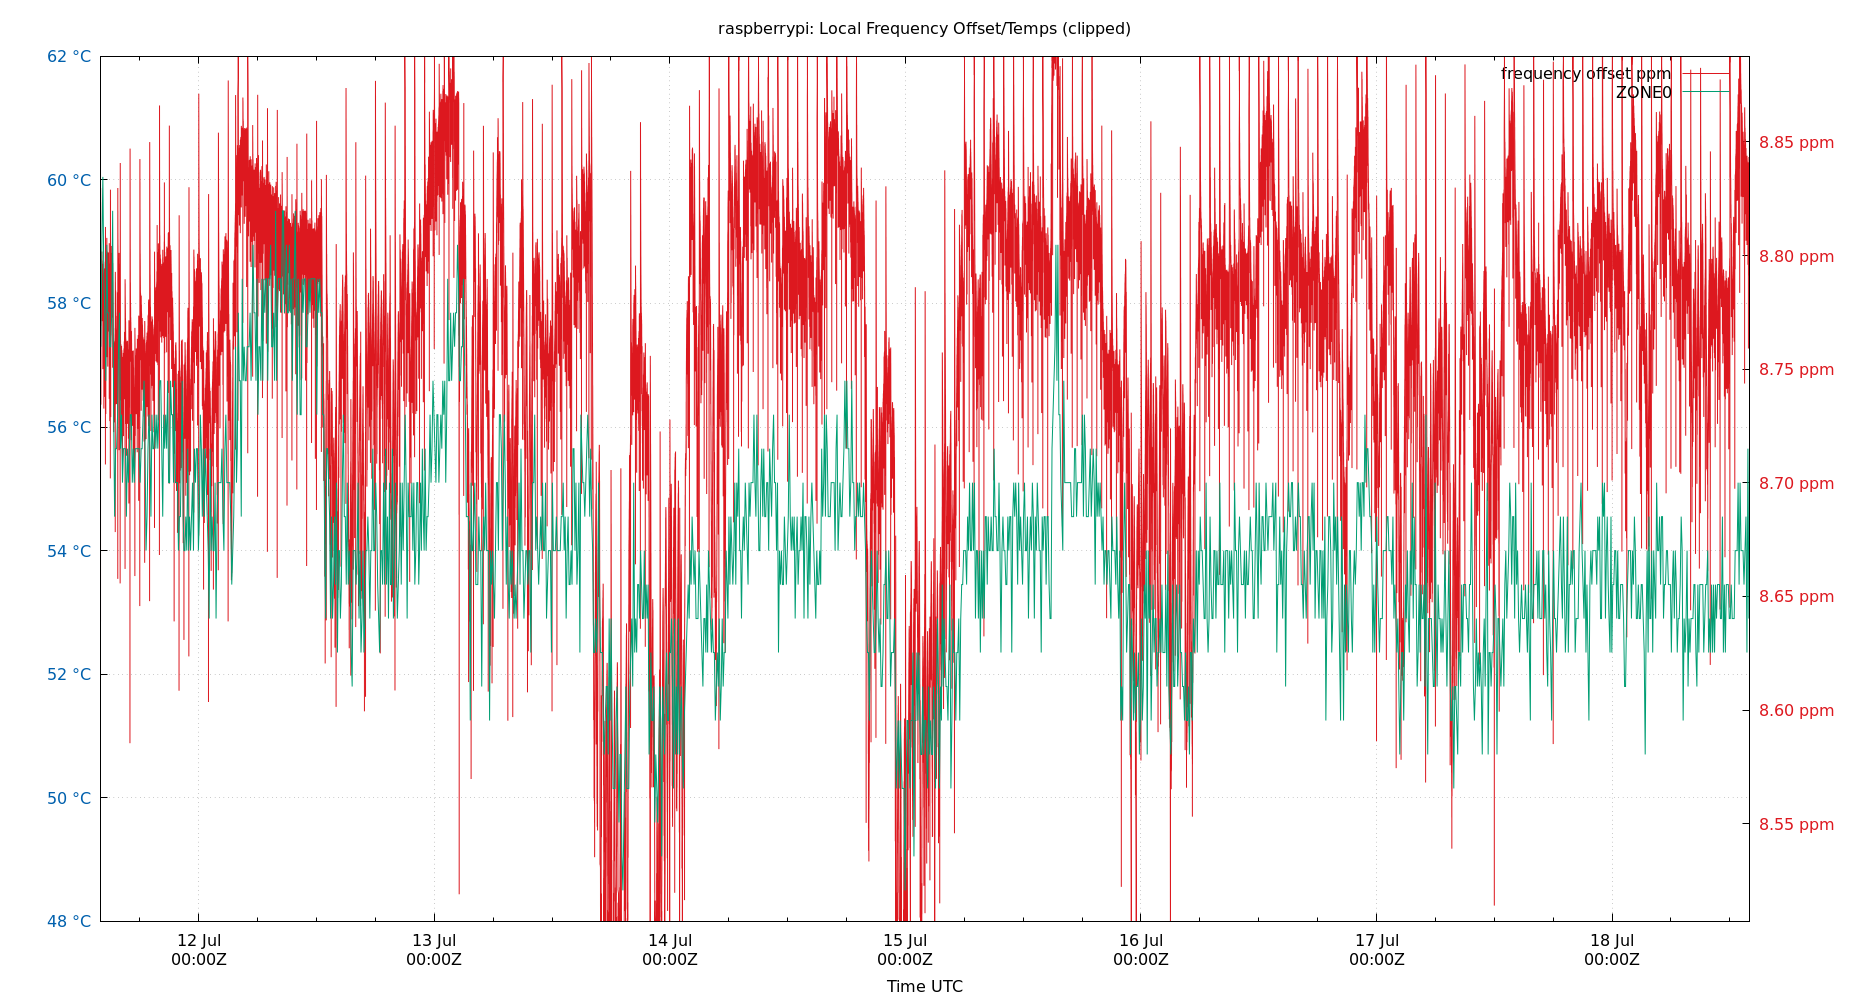 raspberrypi: Local Frequency Offset/Temps (clipped)
62 °C
60 °C
58 °C
56 °C
54 °C
52 °C
50 °C
48 °C
frequency offset ppm
ZONE0
8.85 ppm
8.80 ppm
8.75 ppm
8.70 ppm
8.65 ppm
8.60 ppm
8.55 ppm
12 Jul 13 Jul 14 Jul 15 Jul 16 Jul 17 Jul 18 Jul
00:00Z 00:00Z 00:00Z 00:00Z 00:00Z 00:00Z 00:00Z
Time UTC